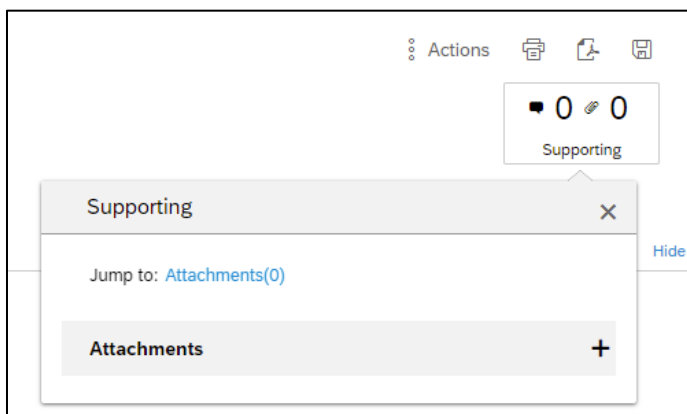 Actions
0 0
Supporting
Supporting
Hide
Jump to: Attachments(0)
Attachments